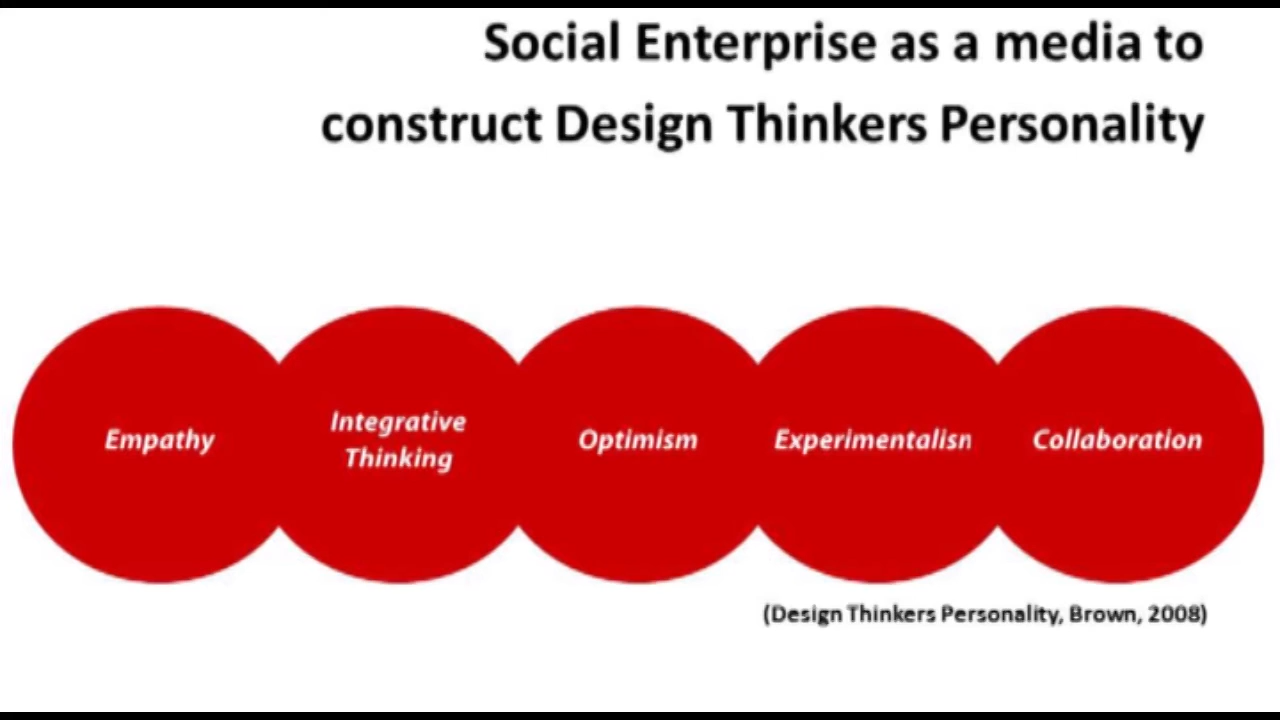 Social Enterprise as a media to
construct Design Thinkers Personality
Empathy
Integrative
Thinking
Optimism
Experimentalisn
Collaboration
(Design Thinkers Personality, Brown, 2008)